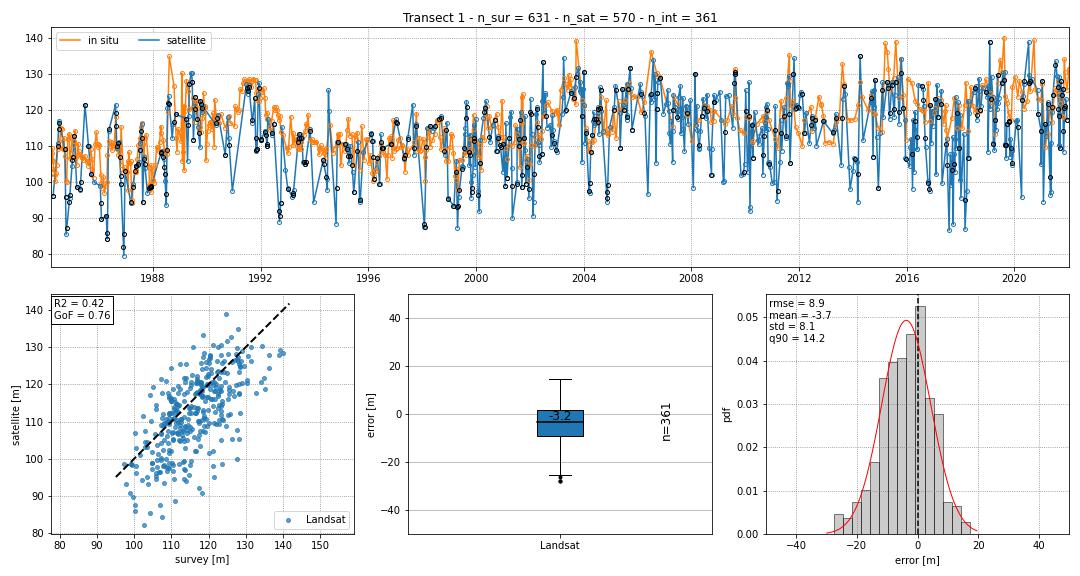 Transect 1 - n_sur = 631 - n_sat = 570 - n_int = 361
in situ
satellite
140
130
120
110
100
90
80
1988
1992
1996
2000
2004
2008
2012
2016
2020
R2 = 0.42
GoF = 0.76
satellite [m]
140
130
120
110
100
90
80
Landsat
80
90
100
110
120
130
140
150
survey [m]
error [m]
40
20
0
−20
−40
-3.2
n=361
Landsat
rmse = 8.9
mean = -3.7
std = 8.1
q90 = 14.2
pdf
0.05
0.04
0.03
0.02
0.01
0.00
−40
−20
0
20
40
error [m]